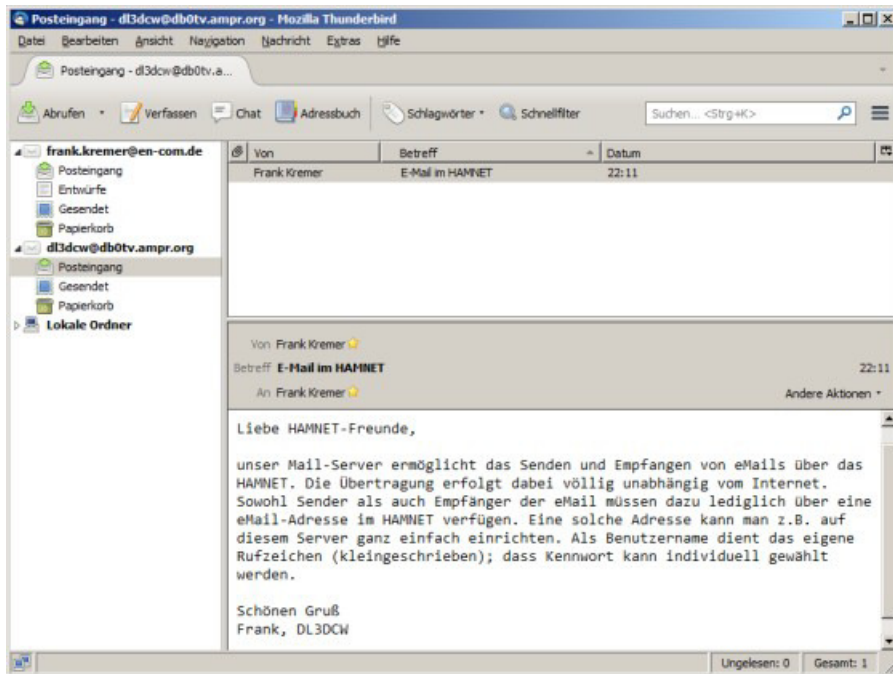 Posteingang - dl3dcw@db0tv.ampr.org - Mozilla Thunderbird
Datei Bearbeiten Ansicht Navigation Nachricht Extras Hilfe
Posteingang - dl3dcw@db0tv.a...
Abrufen Verfassen Chat Adressbuch Schlagwörter Schnellfilter Suchen... <Strg+K>
frank.kremer@en-com.de
Posteingang
Entwürfe
Gesendet
Papierkorb
dl3dcw@db0tv.ampr.org
Posteingang
Gesendet
Papierkorb
Lokale Ordner
Von Betreff Datum
Frank Kremer E-Mail im HAMNET 22:11
Von Frank Kremer
Betreff E-Mail im HAMNET 22:11
An Frank Kremer Andere Aktionen
Liebe HAMNET-Freunde,
unser Mail-Server ermöglicht das Senden und Empfangen von eMails über das
HAMNET. Die Übertragung erfolgt dabei völlig unabhängig vom Internet.
Sowohl Sender als auch Empfänger der eMail müssen dazu lediglich über eine
eMail-Adresse im HAMNET verfügen. Eine solche Adresse kann man z.B. auf
diesem Server ganz einfach einrichten. Als Benutzername dient das eigene
Rufzeichen (kleingeschrieben); dass Kennwort kann individuell gewählt
werden.
Schönen Gruß
Frank, DL3DCW
Ungelesen: 0 Gesamt: 1